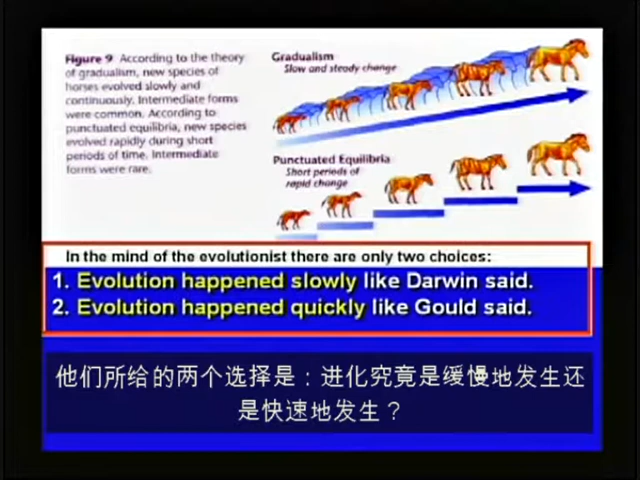 Figure 9 According to the theory
of gradualism, new species of
horses evolved slowly and
continuously. Intermediate forms
were common. According to
punctuated equilibria, new species
evolved rapidly during short
periods of time. Intermediate
forms were rare.
Gradualism
Slow and steady change
Punctuated Equilibria
Short periods of
rapid change
In the mind of the evolutionist there are only two choices:
1. Evolution happened slowly like Darwin said.
2. Evolution happened quickly like Gould said.
他们所给的两个选择是：进化究竟是缓慢地发生还
是快速地发生？